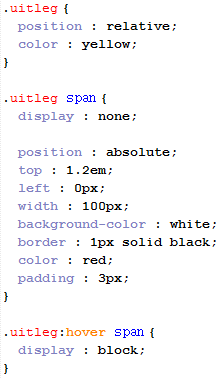 .uitleg {
position : relative;
color : yellow;
}
.uitleg span {
display : none;
position : absolute;
top : 1.2em;
left : 0px;
width : 100px;
background-color : white;
border : 1px solid black;
color : red;
padding : 3px;
}
.uitleg:hover span {
display : block;
}